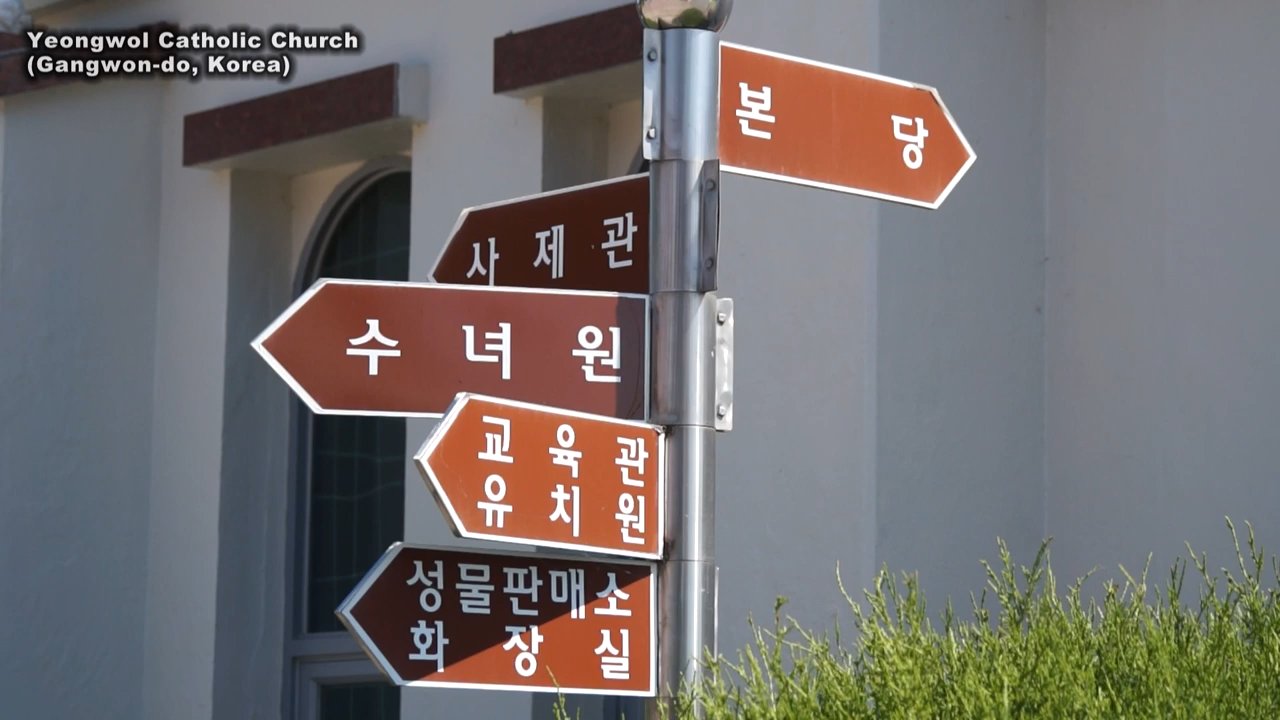 Yeongwol Catholic Church
(Gangwon-do, Korea)
본 당
사 제 관
수 녀 원
교 육 관
유 치 원
성물판매소
화 장 실